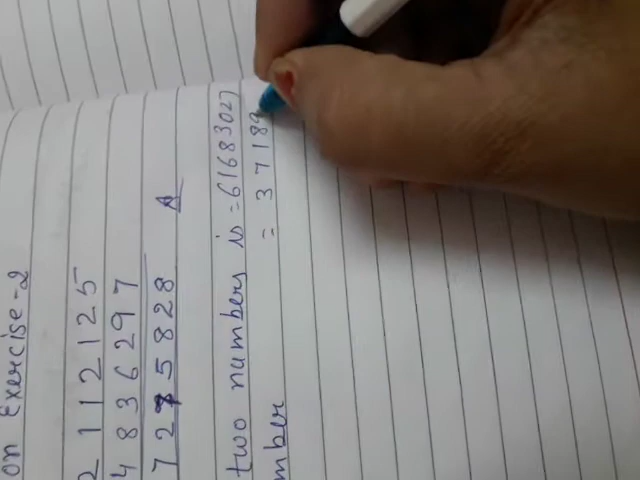 on Exercise-2
2112125
4836297
7275828
two numbers is = 61683027
mber = 3718